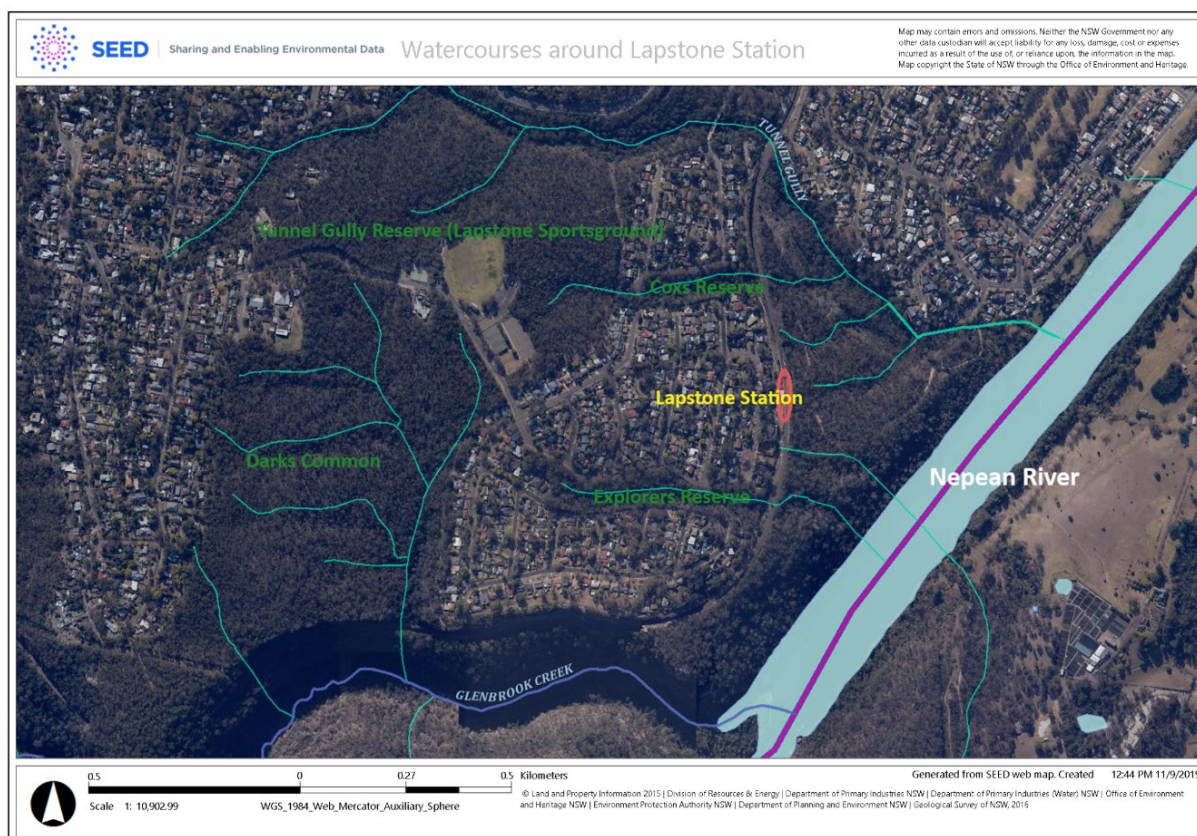 SEED
Sharing and Enabling Environmental Data
Watercourses around Lapstone Station
Map may contain errors and omissions. Neither the NSW Government nor any
other data custodian will accept liability for any loss, damage, cost or expenses
incurred as a result of the use of, or reliance upon, the information in the map.
Map copyright the State of NSW through the Office of Environment and Heritage.
TUNNEL GULLY
Tunnel Gully Reserve (Lapstone Sportsground)
Coxs Reserve
Lapstone Station
Darks Common
Nepean River
Explorers Reserve
GLENBROOK CREEK
0.5 0 0.27 0.5 Kilometers
Scale 1: 10,902.99
WGS_1984_Web_Mercator_Auxiliary_Sphere
Generated from SEED web map. Created 12:44 PM 11/9/2019
© Land and Property Information 2015 | Division of Resources & Energy | Department of Primary Industries NSW | Department of Primary Industries (Water) NSW | Office of Environment
and Heritage NSW | Environment Protection Authority NSW | Department of Planning and Environment NSW | Geological Survey of NSW, 2016